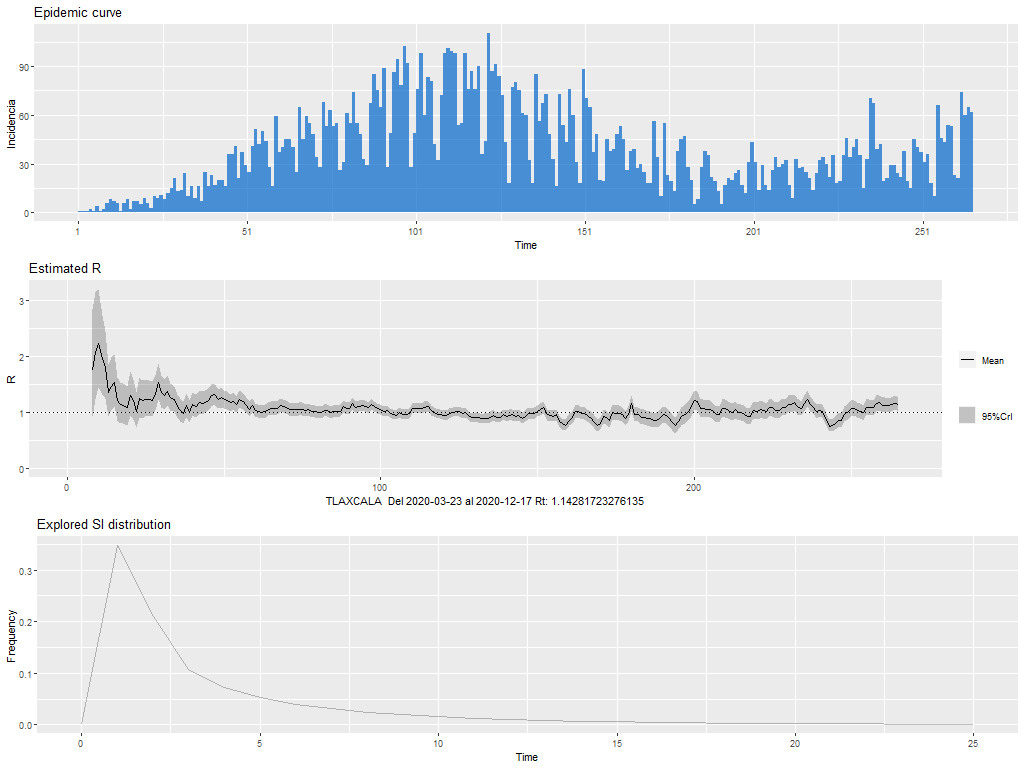 Epidemic curve
90
60
30
0
Incidencia
1 51 101 151 201 251
Time
Estimated R
3
2
1
0
R
0 100 200
TLAXCALA Del 2020-03-23 al 2020-12-17 Rt: 1.14281723276135
Mean
95%CrI
Explored SI distribution
0.3
0.2
0.1
0.0
Frequency
0 5 10 15 20 25
Time